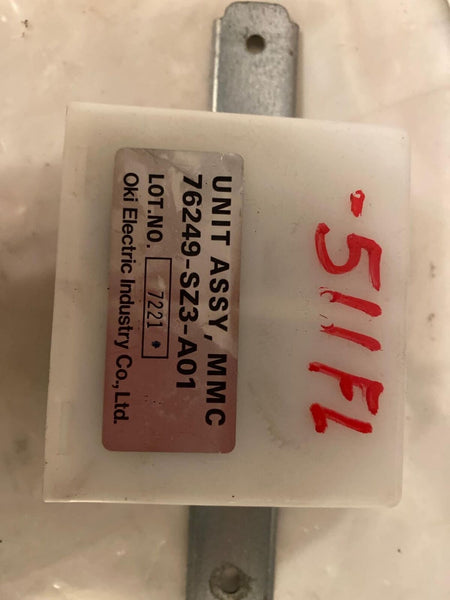 UNIT ASSY, MMC
76249-SZ3-A01
LOT.NO. 7221 *
Oki Electric Industry Co., Ltd.
-511FL